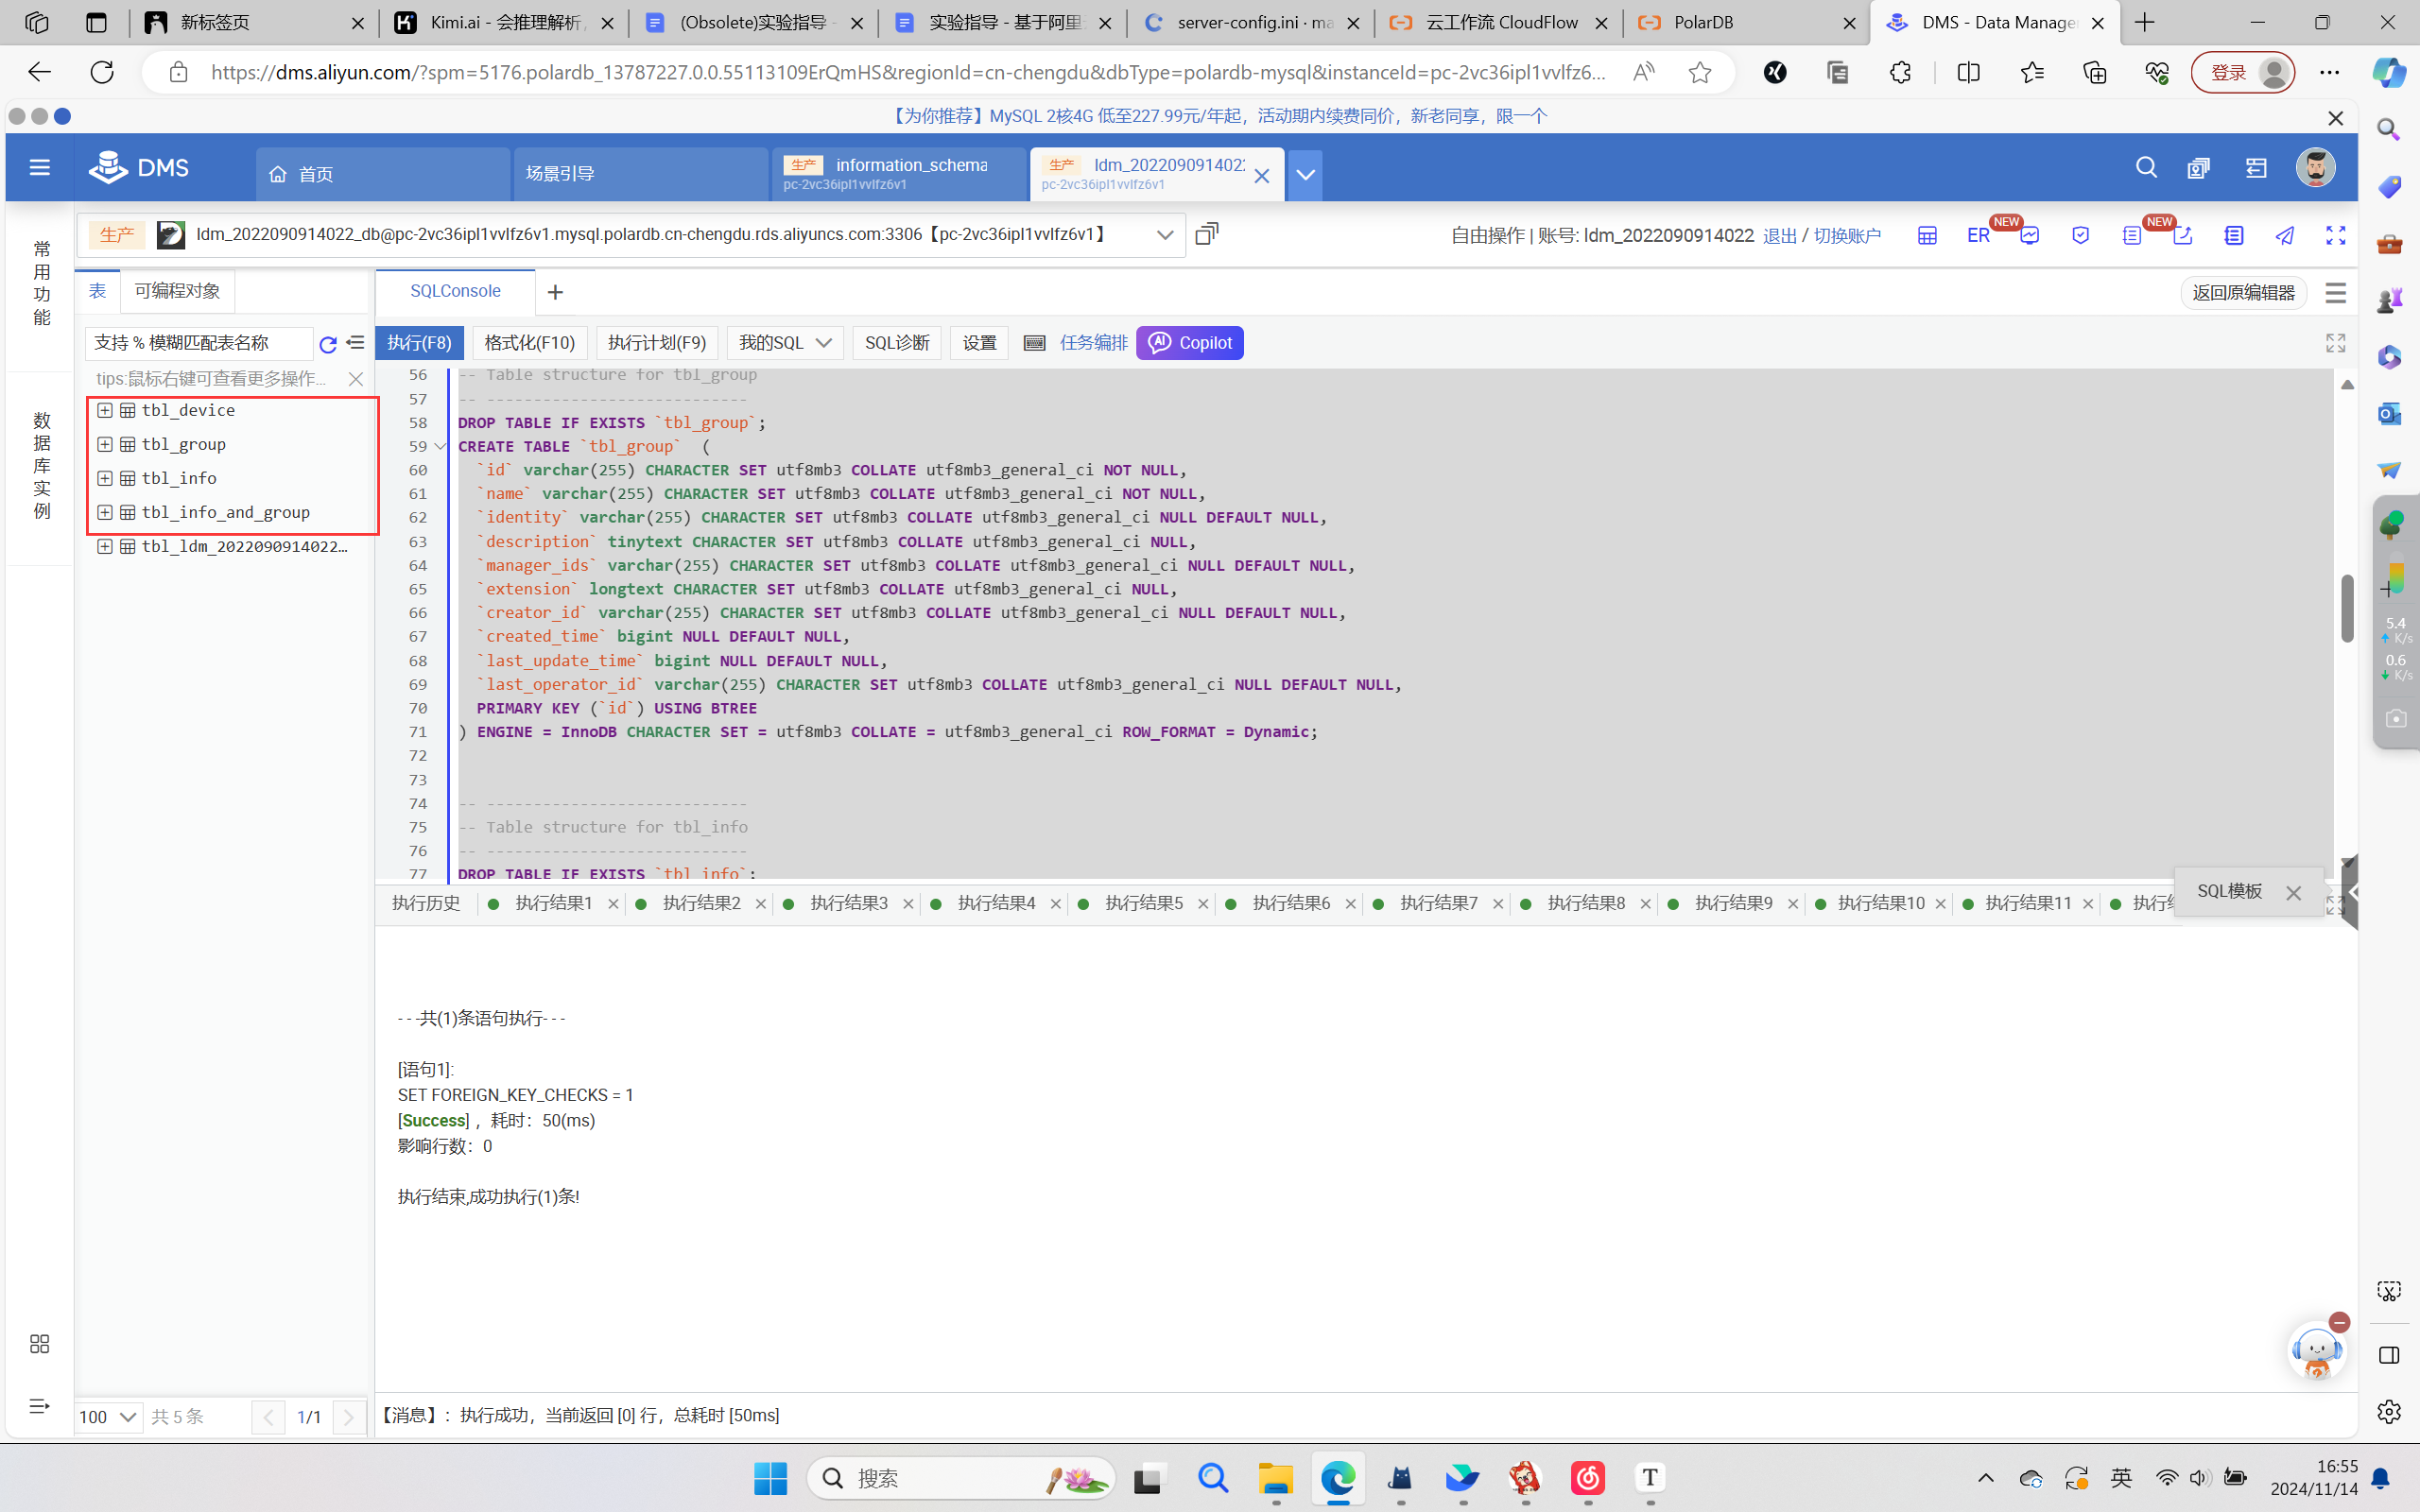 新标签页
Kimi.ai - 会推理解析,
(Obsolete)实验指导 -
实验指导 - 基于阿里
server-config.ini · ma
云工作流 CloudFlow
PolarDB
DMS - Data Manage
https://dms.aliyun.com/?spm=5176.polardb_13787227.0.0.55113109ErQmHS&regionId=cn-chengdu&dbType=polardb-mysql&instanceId=pc-2vc36ipl1vvlfz6...
登录
【为你推荐】MySQL 2核4G 低至227.99元/年起，活动期内续费同价，新老同享，限一个
DMS
首页
场景引导
生产 information_schema
pc-2vc36ipl1vvlfz6v1
生产 ldm_2022090914022
pc-2vc36ipl1vvlfz6v1
常用功能
数据库实例
生产 ldm_2022090914022_db@pc-2vc36ipl1vvlfz6v1.mysql.polardb.cn-chengdu.rds.aliyuncs.com:3306【pc-2vc36ipl1vvlfz6v1】
自由操作 | 账号: ldm_2022090914022 退出 / 切换账户
ER NEW NEW
表 可编程对象
SQLConsole
返回原编辑器
支持 % 模糊匹配表名称
执行(F8) 格式化(F10) 执行计划(F9) 我的SQL SQL诊断 设置 任务编排 Copilot
tips:鼠标右键可查看更多操作...
tbl_device
tbl_group
tbl_info
tbl_info_and_group
tbl_ldm_2022090914022…
56 -- Table structure for tbl_group
57 -- ----------------------------
58 DROP TABLE IF EXISTS `tbl_group`;
59 CREATE TABLE `tbl_group`  (
60 `id` varchar(255) CHARACTER SET utf8mb3 COLLATE utf8mb3_general_ci NOT NULL,
61 `name` varchar(255) CHARACTER SET utf8mb3 COLLATE utf8mb3_general_ci NOT NULL,
62 `identity` varchar(255) CHARACTER SET utf8mb3 COLLATE utf8mb3_general_ci NULL DEFAULT NULL,
63 `description` tinytext CHARACTER SET utf8mb3 COLLATE utf8mb3_general_ci NULL,
64 `manager_ids` varchar(255) CHARACTER SET utf8mb3 COLLATE utf8mb3_general_ci NULL DEFAULT NULL,
65 `extension` longtext CHARACTER SET utf8mb3 COLLATE utf8mb3_general_ci NULL,
66 `creator_id` varchar(255) CHARACTER SET utf8mb3 COLLATE utf8mb3_general_ci NULL DEFAULT NULL,
67 `created_time` bigint NULL DEFAULT NULL,
68 `last_update_time` bigint NULL DEFAULT NULL,
69 `last_operator_id` varchar(255) CHARACTER SET utf8mb3 COLLATE utf8mb3_general_ci NULL DEFAULT NULL,
70 PRIMARY KEY (`id`) USING BTREE
71 ) ENGINE = InnoDB CHARACTER SET = utf8mb3 COLLATE = utf8mb3_general_ci ROW_FORMAT = Dynamic;
72
73
74 -- ----------------------------
75 -- Table structure for tbl_info
76 -- ----------------------------
77 DROP TABLE IF EXISTS `tbl_info`;
5.4
K/s
0.6
K/s
SQL模板
执行历史 执行结果1 执行结果2 执行结果3 执行结果4 执行结果5 执行结果6 执行结果7 执行结果8 执行结果9 执行结果10 执行结果11
- - -共(1)条语句执行- - -
[语句1]:
SET FOREIGN_KEY_CHECKS = 1
[Success] ，耗时：50(ms)
影响行数：0
执行结束,成功执行(1)条!
100 共 5 条 1/1
【消息】：执行成功，当前返回 [0] 行，总耗时 [50ms]
搜索
英
16:55
2024/11/14